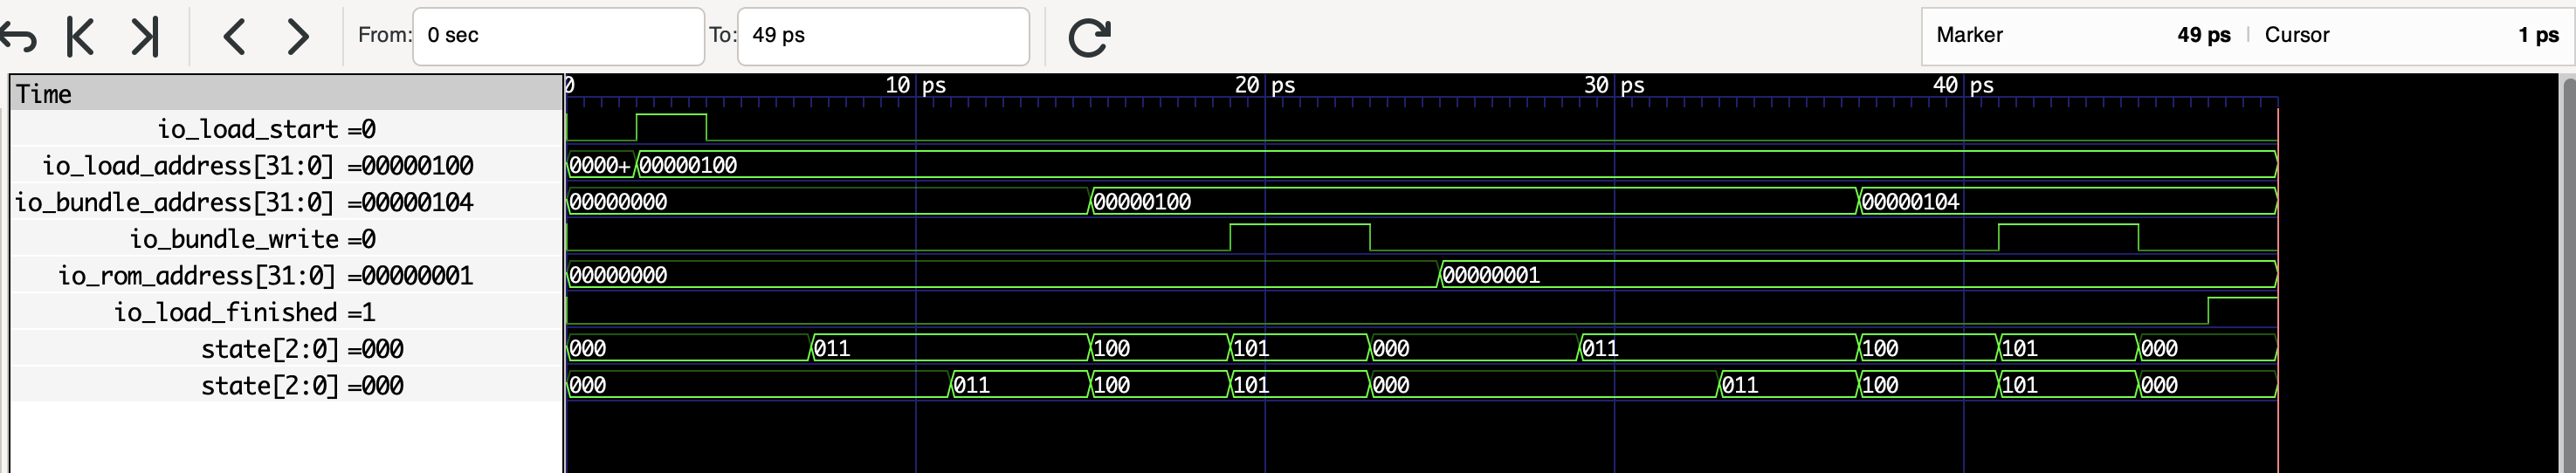 From: 0 sec To: 49 ps Marker 49 ps Cursor 1 ps
Time 0 10 ps 20 ps 30 ps 40 ps
io_load_start =0
io_load_address[31:0] =00000100 0000+ 00000100
io_bundle_address[31:0] =00000104 00000000 00000100 00000104
io_bundle_write =0
io_rom_address[31:0] =00000001 00000000 00000001
io_load_finished =1
state[2:0] =000 000 011 100 101 000 011 100 101 000
state[2:0] =000 000 011 100 101 000 011 100 101 000